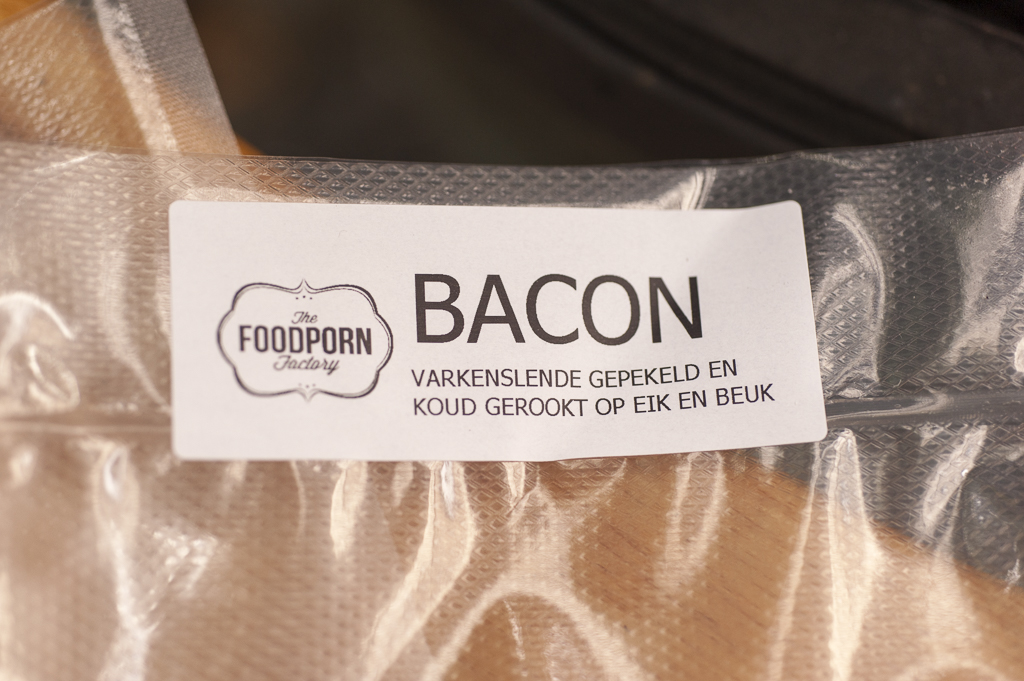 The
FOODPORN
Factory
BACON
VARKENSLENDE GEPEKELD EN
KOUD GEROOKT OP EIK EN BEUK